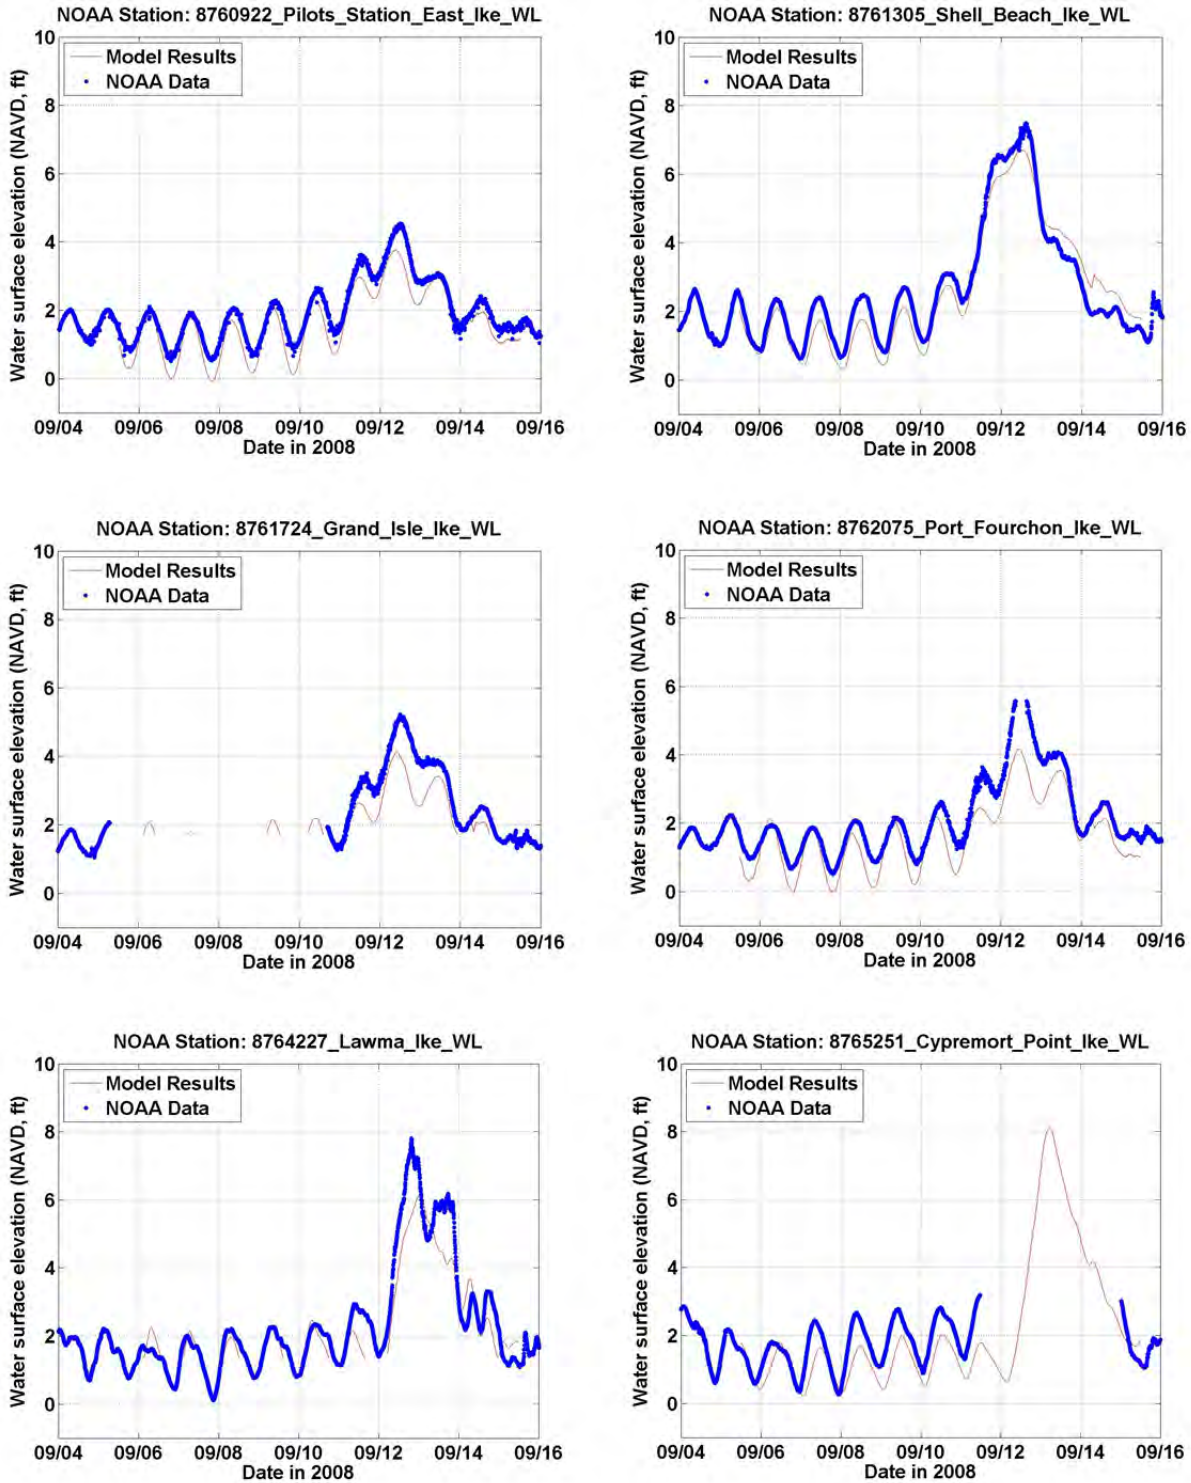 NOAA Station: 8760922_Pilots_Station_East_Ike_WL
10
8
6
4
2
0
Water surface elevation (NAVD, ft)
Model Results
NOAA Data
09/04 09/06 09/08 09/10 09/12 09/14 09/16
Date in 2008
NOAA Station: 8761305_Shell_Beach_Ike_WL
10
8
6
4
2
0
Water surface elevation (NAVD, ft)
Model Results
NOAA Data
09/04 09/06 09/08 09/10 09/12 09/14 09/16
Date in 2008
NOAA Station: 8761724_Grand_Isle_Ike_WL
10
8
6
4
2
0
Water surface elevation (NAVD, ft)
Model Results
NOAA Data
09/04 09/06 09/08 09/10 09/12 09/14 09/16
Date in 2008
NOAA Station: 8762075_Port_Fourchon_Ike_WL
10
8
6
4
2
0
Water surface elevation (NAVD, ft)
Model Results
NOAA Data
09/04 09/06 09/08 09/10 09/12 09/14 09/16
Date in 2008
NOAA Station: 8764227_Lawma_Ike_WL
10
8
6
4
2
0
Water surface elevation (NAVD, ft)
Model Results
NOAA Data
09/04 09/06 09/08 09/10 09/12 09/14 09/16
Date in 2008
NOAA Station: 8765251_Cypremort_Point_Ike_WL
10
8
6
4
2
0
Water surface elevation (NAVD, ft)
Model Results
NOAA Data
09/04 09/06 09/08 09/10 09/12 09/14 09/16
Date in 2008